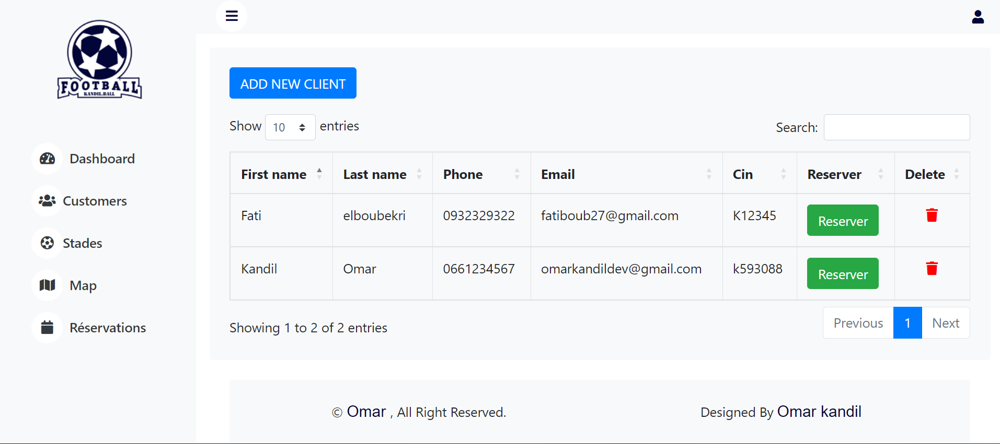 FOOTBALL
KANDIL.BALL
Dashboard
Customers
Stades
Map
Réservations
ADD NEW CLIENT
Show 10 entries
Search:
First name Last name Phone Email Cin Reserver Delete
Fati elboubekri 0932329322 fatiboub27@gmail.com K12345 Reserver
Kandil Omar 0661234567 omarkandildev@gmail.com k593088 Reserver
Showing 1 to 2 of 2 entries
Previous 1 Next
© Omar , All Right Reserved.
Designed By Omar kandil